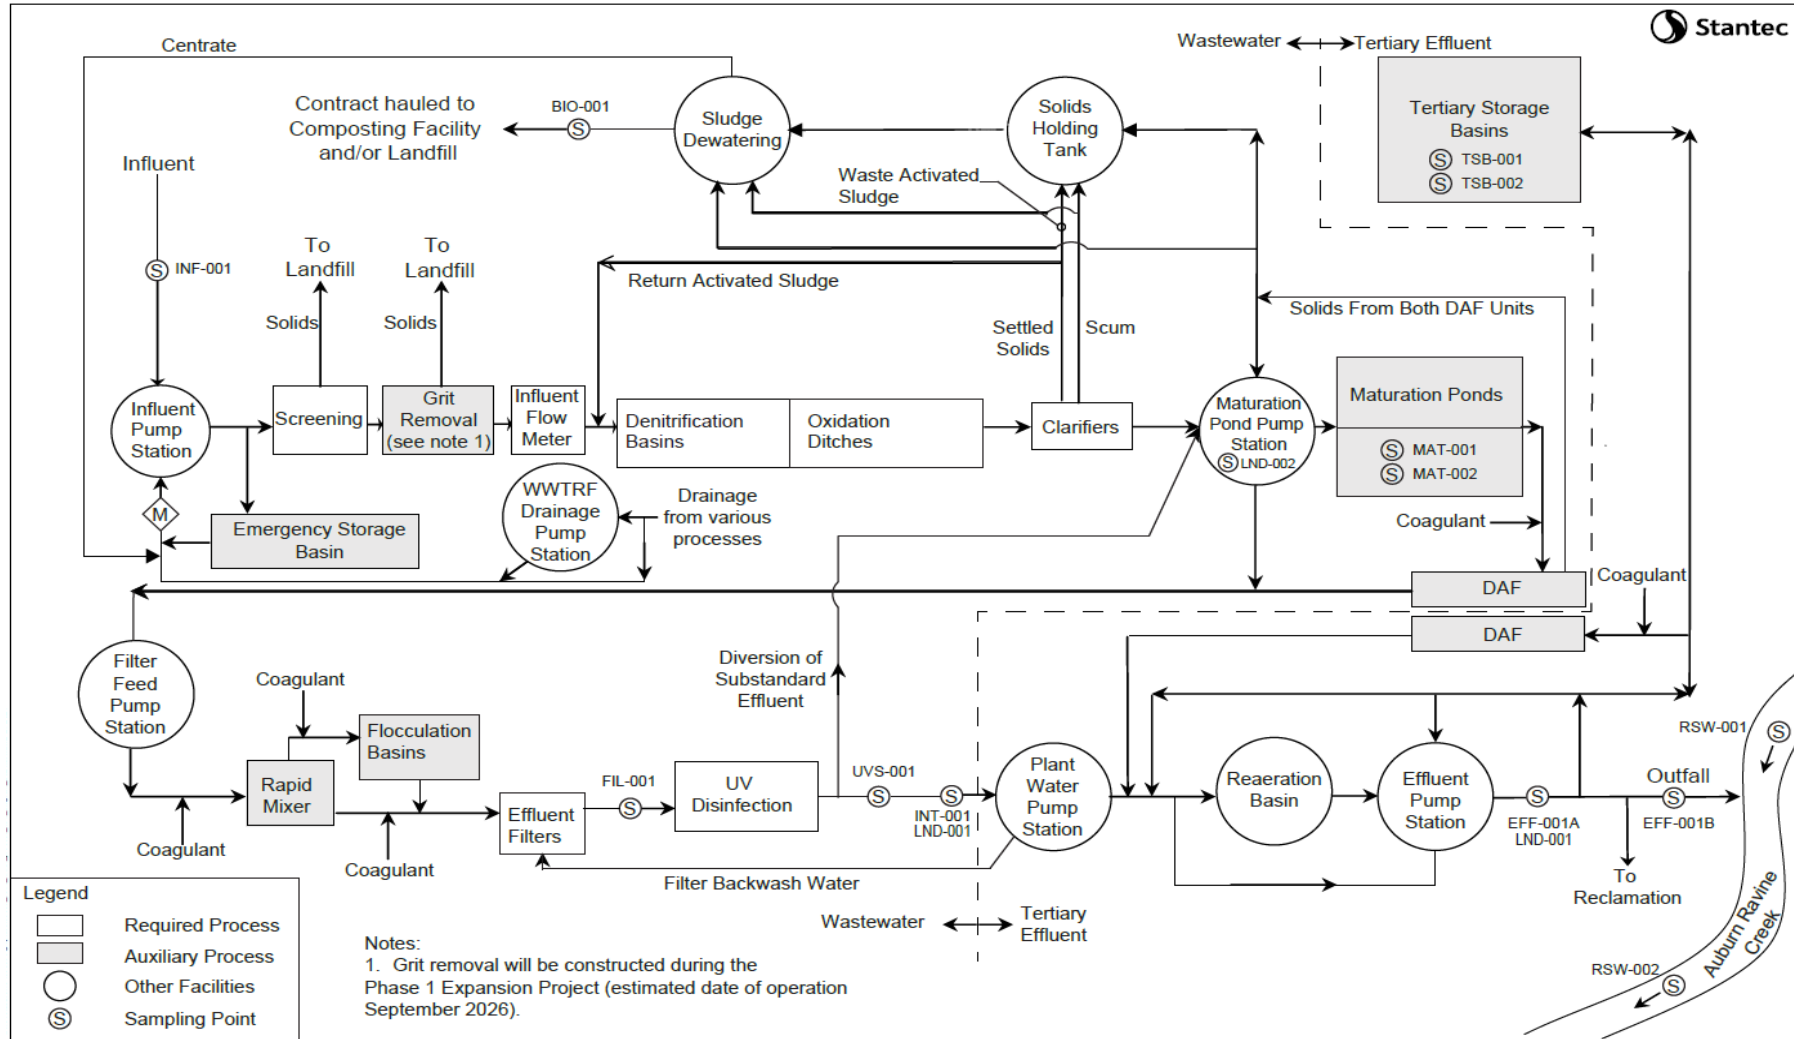 Stantec
Centrate
Wastewater
Tertiary Effluent
Contract hauled to
Composting Facility
and/or Landfill
BIO-001
Sludge
Dewatering
Solids
Holding
Tank
Tertiary Storage
Basins
S TSB-001
S TSB-002
Influent
Waste Activated
Sludge
S INF-001
To
Landfill
To
Landfill
Return Activated Sludge
Solids
Solids
Settled
Solids
Scum
Solids From Both DAF Units
Influent
Pump
Station
Screening
Grit
Removal
(see note 1)
Influent
Flow
Meter
Denitrification
Basins
Oxidation
Ditches
Clarifiers
Maturation
Pond Pump
Station
S LND-002
Maturation Ponds
S MAT-001
S MAT-002
M
Emergency Storage
Basin
WWTRF
Drainage
Pump
Station
Drainage
from various
processes
Coagulant
DAF
Coagulant
DAF
Filter
Feed
Pump
Station
Coagulant
Flocculation
Basins
Rapid
Mixer
Coagulant
Coagulant
Effluent
Filters
FIL-001
S
UV
Disinfection
Diversion of
Substandard
Effluent
UVS-001
S
S
INT-001
LND-001
Plant
Water
Pump
Station
Filter Backwash Water
Reaeration
Basin
Effluent
Pump
Station
S
EFF-001A
LND-001
Outfall
S
EFF-001B
To
Reclamation
RSW-001
S
RSW-002
S
Auburn Ravine
Creek
Wastewater
Tertiary
Effluent
Legend
Required Process
Auxiliary Process
Other Facilities
S Sampling Point
Notes:
1. Grit removal will be constructed during the
Phase 1 Expansion Project (estimated date of operation
September 2026).